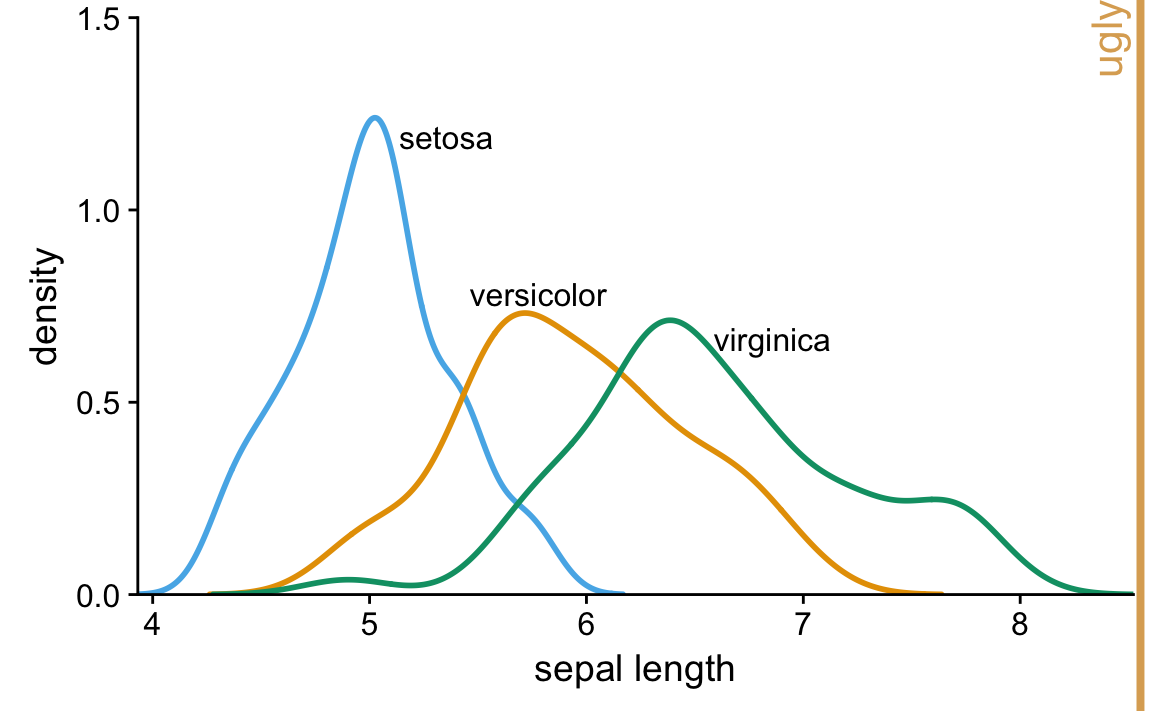 1.5
ugly
setosa
1.0
versicolor
virginica
density
0.5
0.0
4 5 6 7 8
sepal length